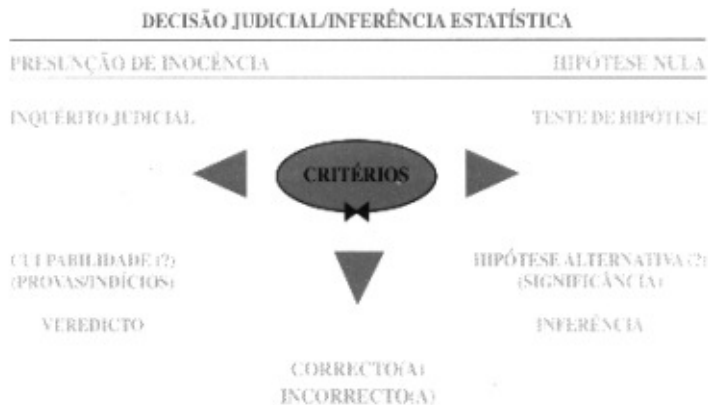 DECISÃO JUDICIAL/INFERÊNCIA ESTATÍSTICA
PRESUNÇÃO DE INOCÊNCIA HIPÓTESE NULA
INQUÉRITO JUDICIAL TESTE DE HIPÓTESE
CRITÉRIOS
CULPABILIDADE (?) HIPÓTESE ALTERNATIVA (?)
(PROVAS/INDÍCIOS) (SIGNIFICÂNCIA)
VEREDICTO INFERÊNCIA
CORRECTO(A)
INCORRECTO(A)